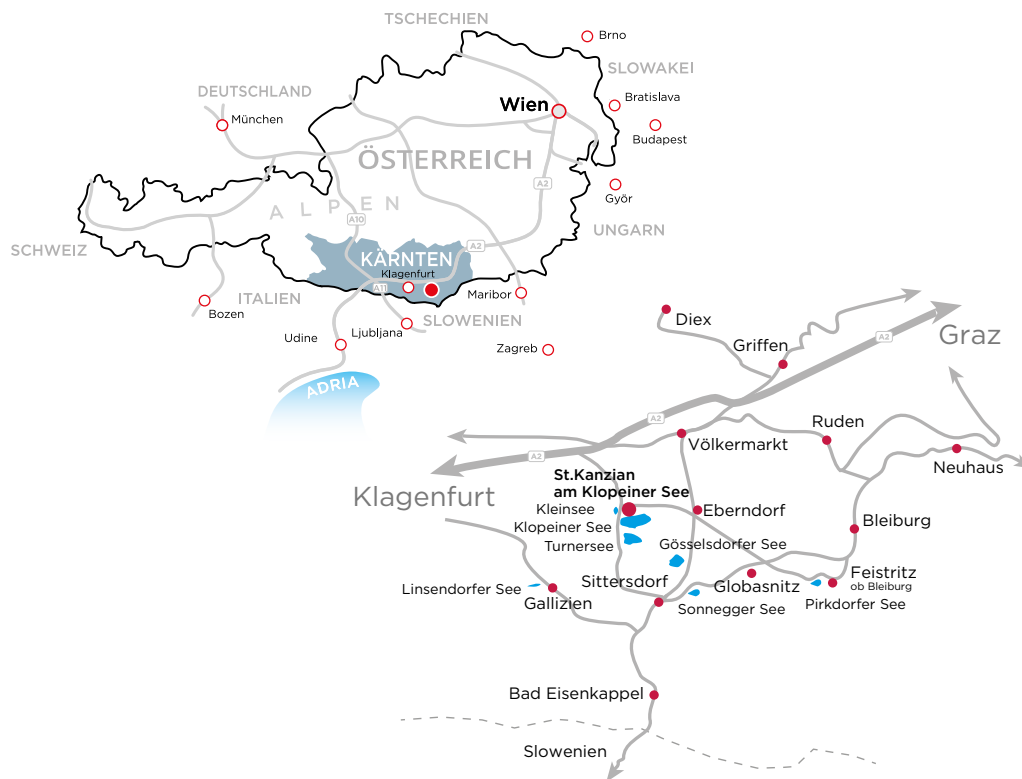 TSCHECHIEN
Brno
SLOWAKEI
DEUTSCHLAND
Bratislava
Wien
München
Budapest
ÖSTERREICH
A2
Györ
ALPEN
A10
UNGARN
SCHWEIZ
A2
KÄRNTEN
Klagenfurt
A11
Maribor
ITALIEN
Bozen
SLOWENIEN
Ljubljana
Udine
Zagreb
ADRIA
Diex
Griffen
A2
Graz
A2
Ruden
Völkermarkt
A2
Neuhaus
Klagenfurt
St.Kanzian
am Klopeiner See
Kleinsee
Eberndorf
Klopeiner See
Bleiburg
Turnersee
Gösselsdorfer See
Sittersdorf
Globasnitz
Feistritz
ob Bleiburg
Linsendorfer See
Gallizien
Sonnegger See
Pirkdorfer See
Bad Eisenkappel
Slowenien